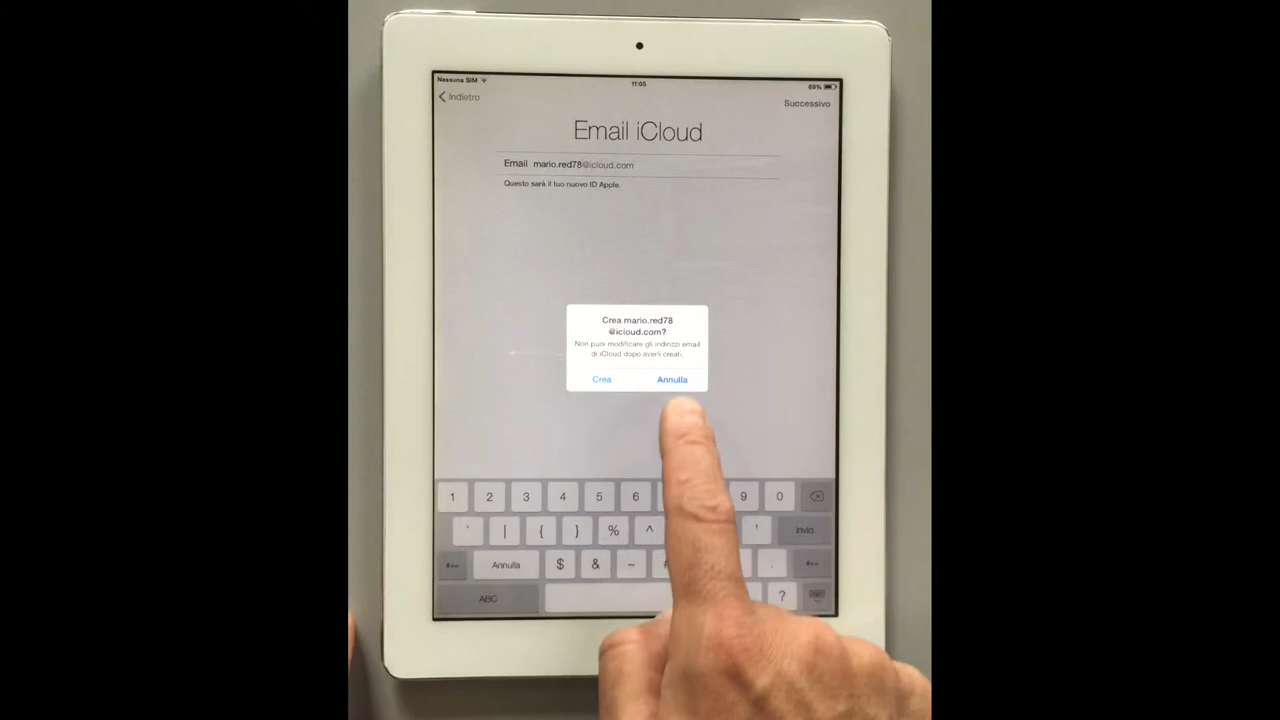 Nessuna SIM
11:05
69%
Indietro
Successivo
Email iCloud
Email mario.red78@icloud.com
Questo sarà il tuo nuovo ID Apple.
Crea mario.red78
@icloud.com?
Non puoi modificare gli indirizzi email
di iCloud dopo averli creati.
Crea Annulla
1 2 3 4 5 6 9 0
` | { } % ^ ' invio
#+= Annulla $ & ~ . #+=
ABC ?